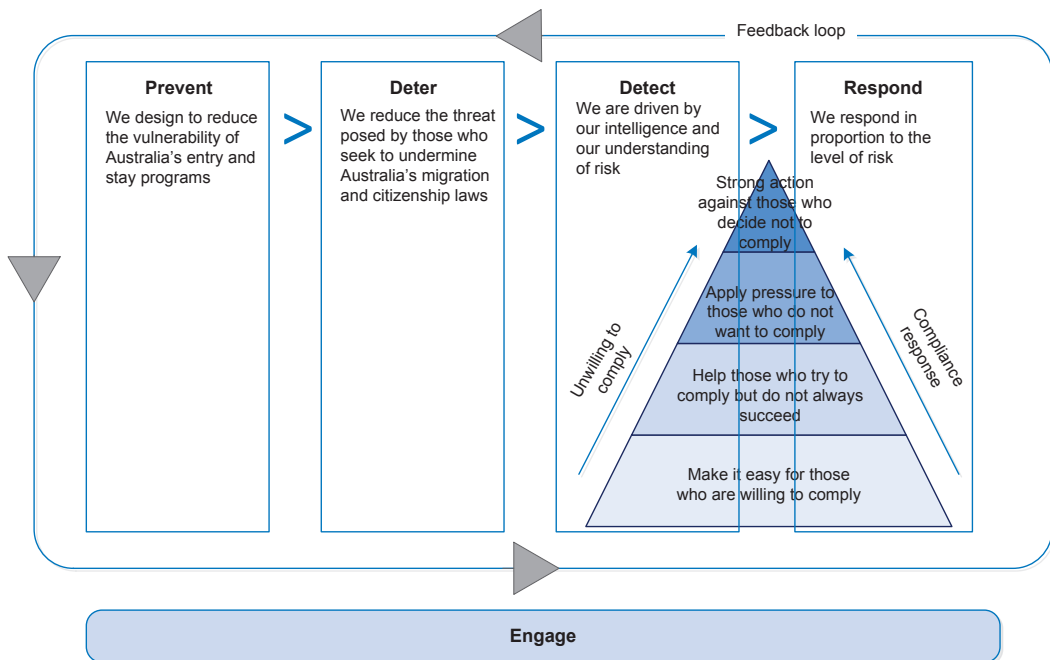 Feedback loop
Prevent
We design to reduce
the vulnerability of
Australia's entry and
stay programs
>
Deter
We reduce the threat
posed by those who
seek to undermine
Australia's migration
and citizenship laws
>
Detect
We are driven by
our intelligence and
our understanding
of risk
>
Respond
We respond in
proportion to the
level of risk
Strong action
against those who
decide not to
comply
Apply pressure to
those who do not
want to comply
Help those who try to
comply but do not always
succeed
Make it easy for those
who are willing to comply
Unwilling to
comply
Compliance
response
Engage